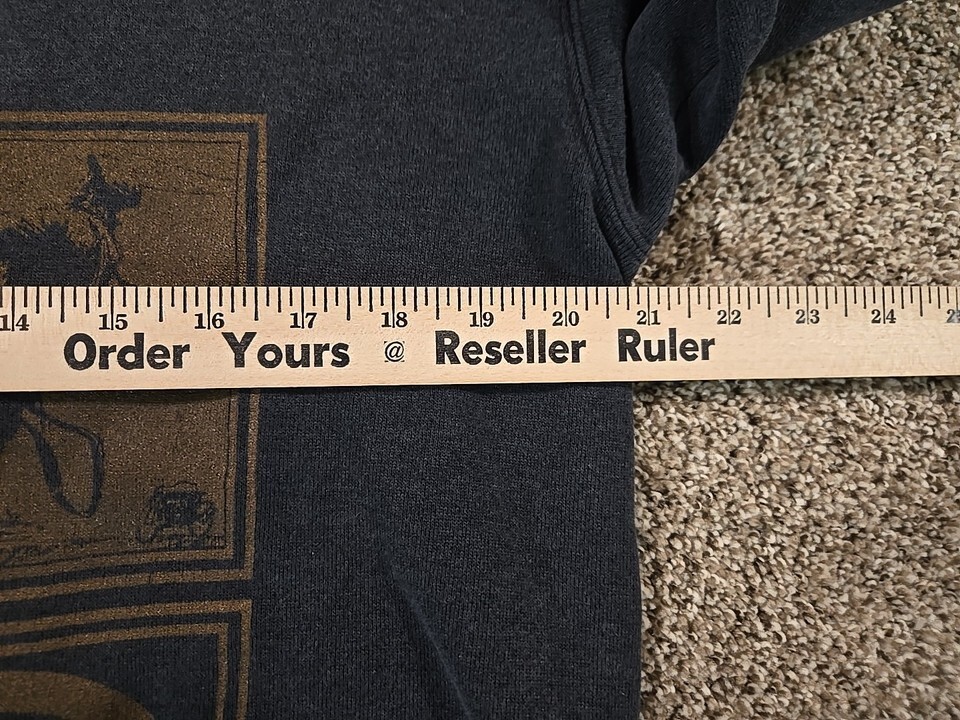 14 15 16 17 18 19 20 21 22 23 24
Order Yours @ Reseller Ruler